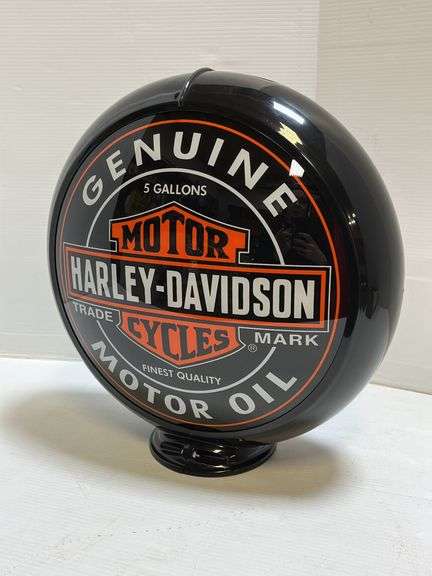 GENUINE
5 GALLONS
MOTOR
HARLEY-DAVIDSON
TRADE MARK
CYCLES ®
FINEST QUALITY
MOTOR OIL